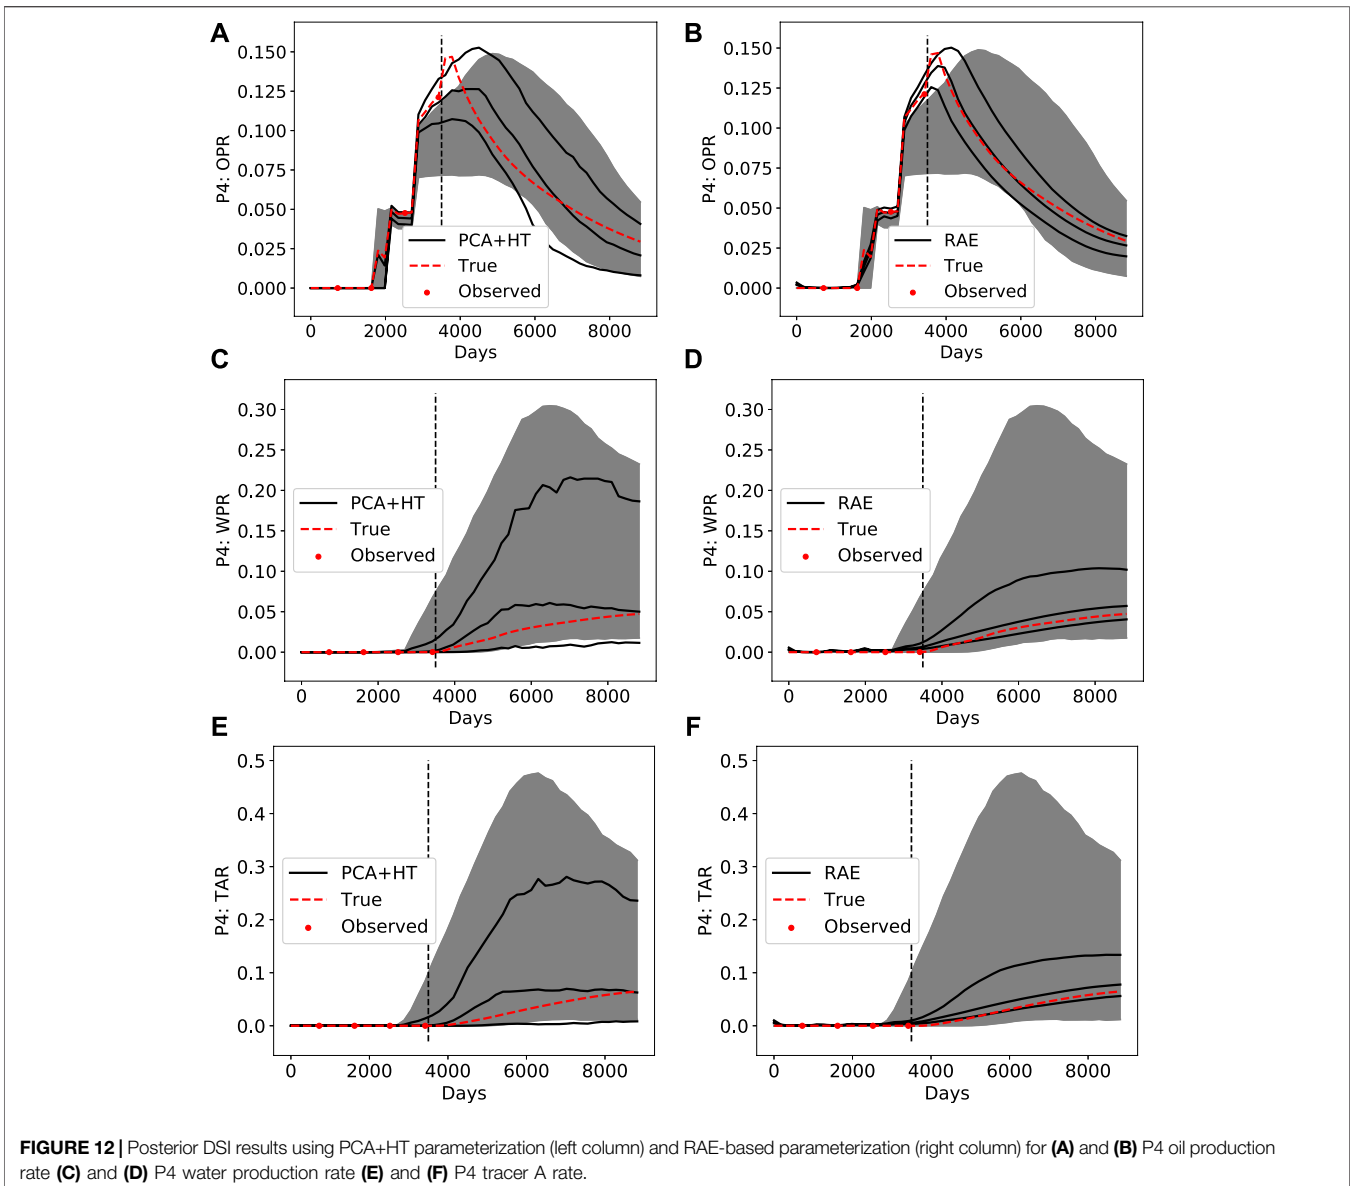 A
0.150
0.125
0.100
0.075
0.050
0.025
0.000
P4: OPR
PCA+HT
True
Observed
0 2000 4000 6000 8000
Days
B
0.150
0.125
0.100
0.075
0.050
0.025
0.000
P4: OPR
RAE
True
Observed
0 2000 4000 6000 8000
Days
C
0.30
0.25
0.20
0.15
0.10
0.05
0.00
P4: WPR
PCA+HT
True
Observed
0 2000 4000 6000 8000
Days
D
0.30
0.25
0.20
0.15
0.10
0.05
0.00
P4: WPR
RAE
True
Observed
0 2000 4000 6000 8000
Days
E
0.5
0.4
0.3
0.2
0.1
0.0
P4: TAR
PCA+HT
True
Observed
0 2000 4000 6000 8000
Days
F
0.5
0.4
0.3
0.2
0.1
0.0
P4: TAR
RAE
True
Observed
0 2000 4000 6000 8000
Days
FIGURE 12 | Posterior DSI results using PCA+HT parameterization (left column) and RAE-based parameterization (right column) for (A) and (B) P4 oil production
rate (C) and (D) P4 water production rate (E) and (F) P4 tracer A rate.